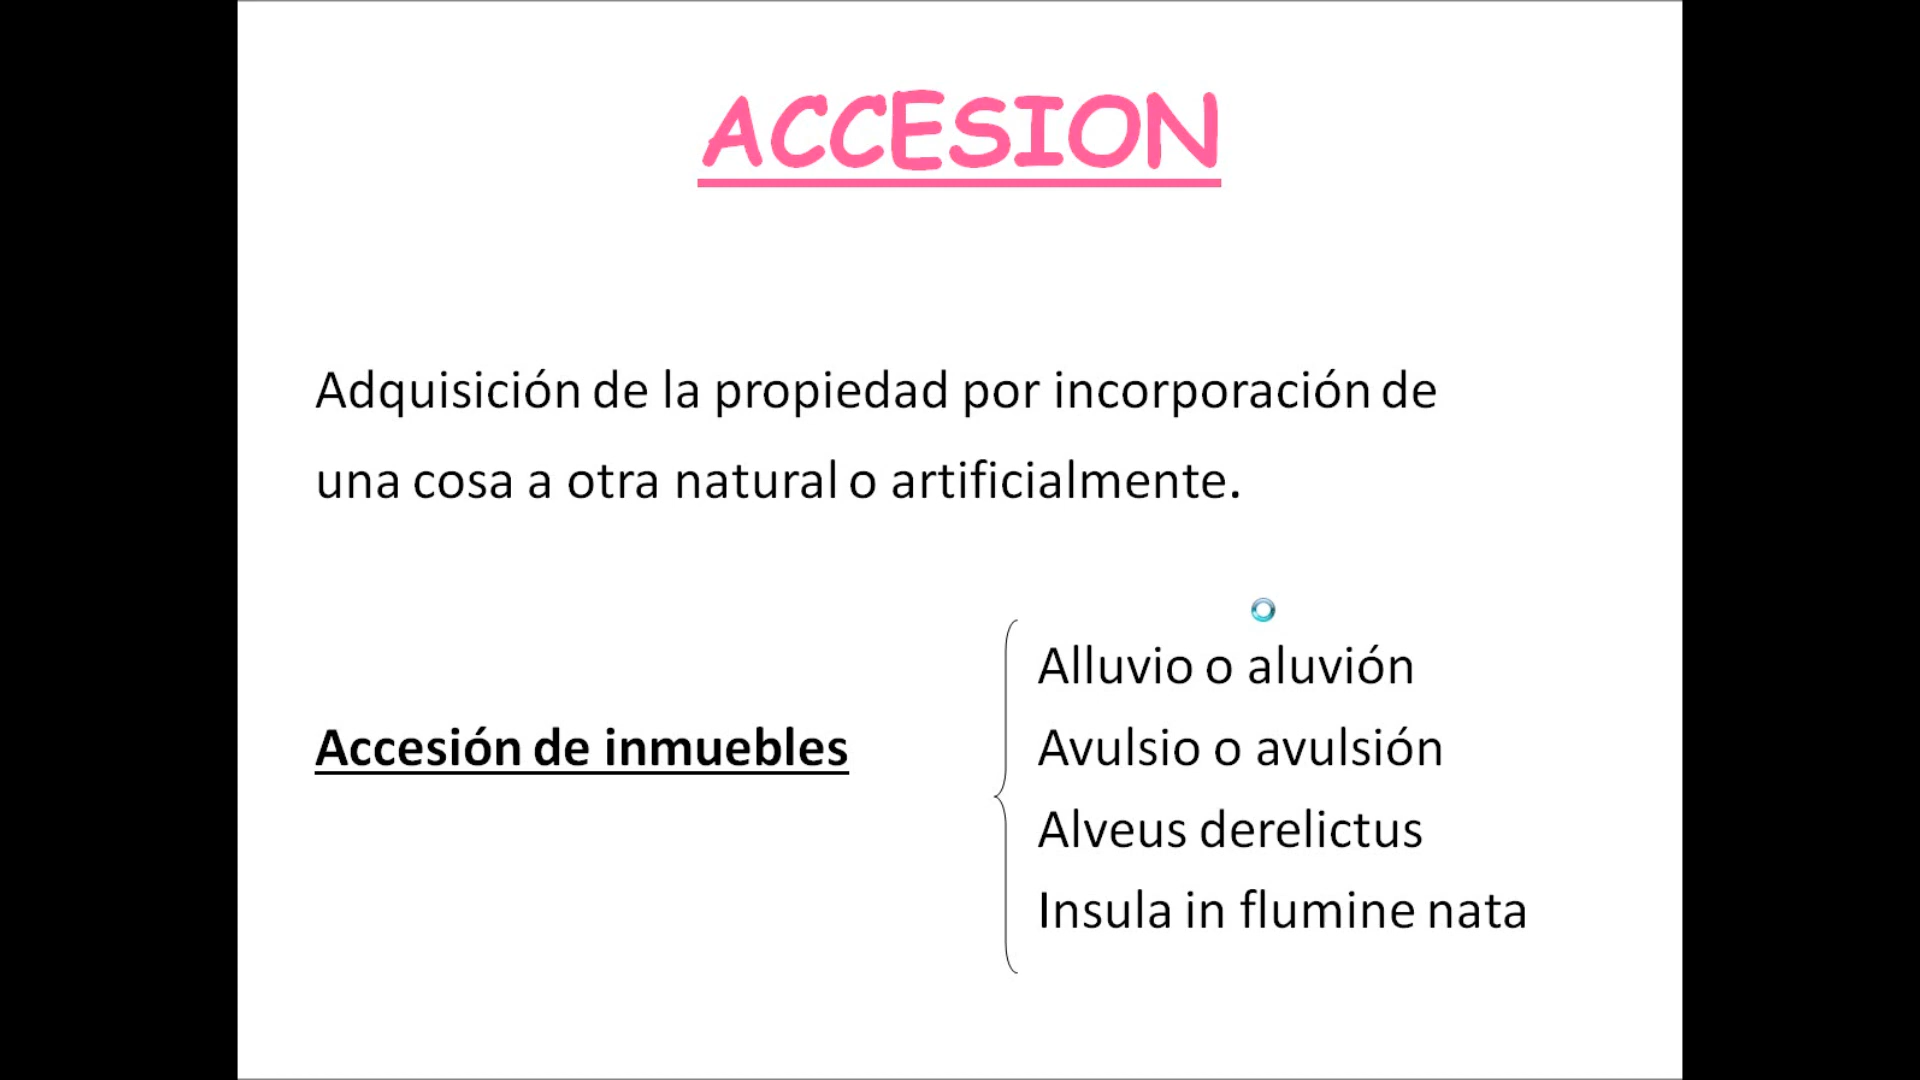 ACCESION
Adquisición de la propiedad por incorporación de
una cosa a otra natural o artificialmente.
Accesión de inmuebles
Alluvio o aluvión
Avulsio o avulsión
Alveus derelictus
Insula in flumine nata